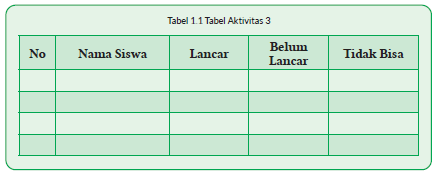 Tabel 1.1 Tabel Aktivitas 3
No Nama Siswa Lancar Belum Lancar Tidak Bisa